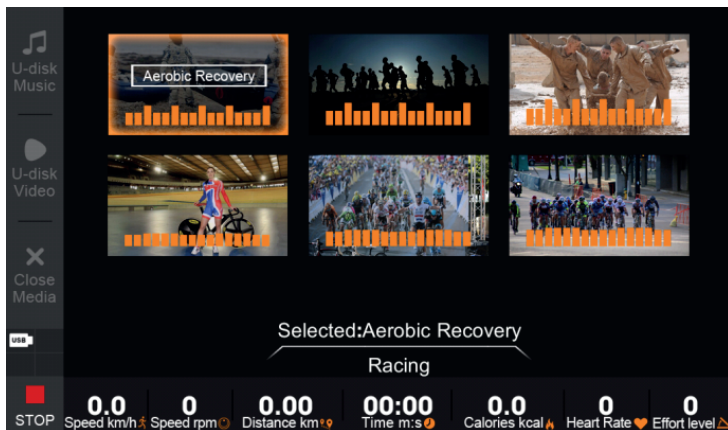 U-disk
Music
U-disk
Video
Close
Media
USB
STOP
Aerobic Recovery
Selected:Aerobic Recovery
Racing
0.0
Speed km/h
0
Speed rpm
0.00
Distance km
00:00
Time m:s
0.0
Calories kcal
0
Heart Rate
0
Effort level